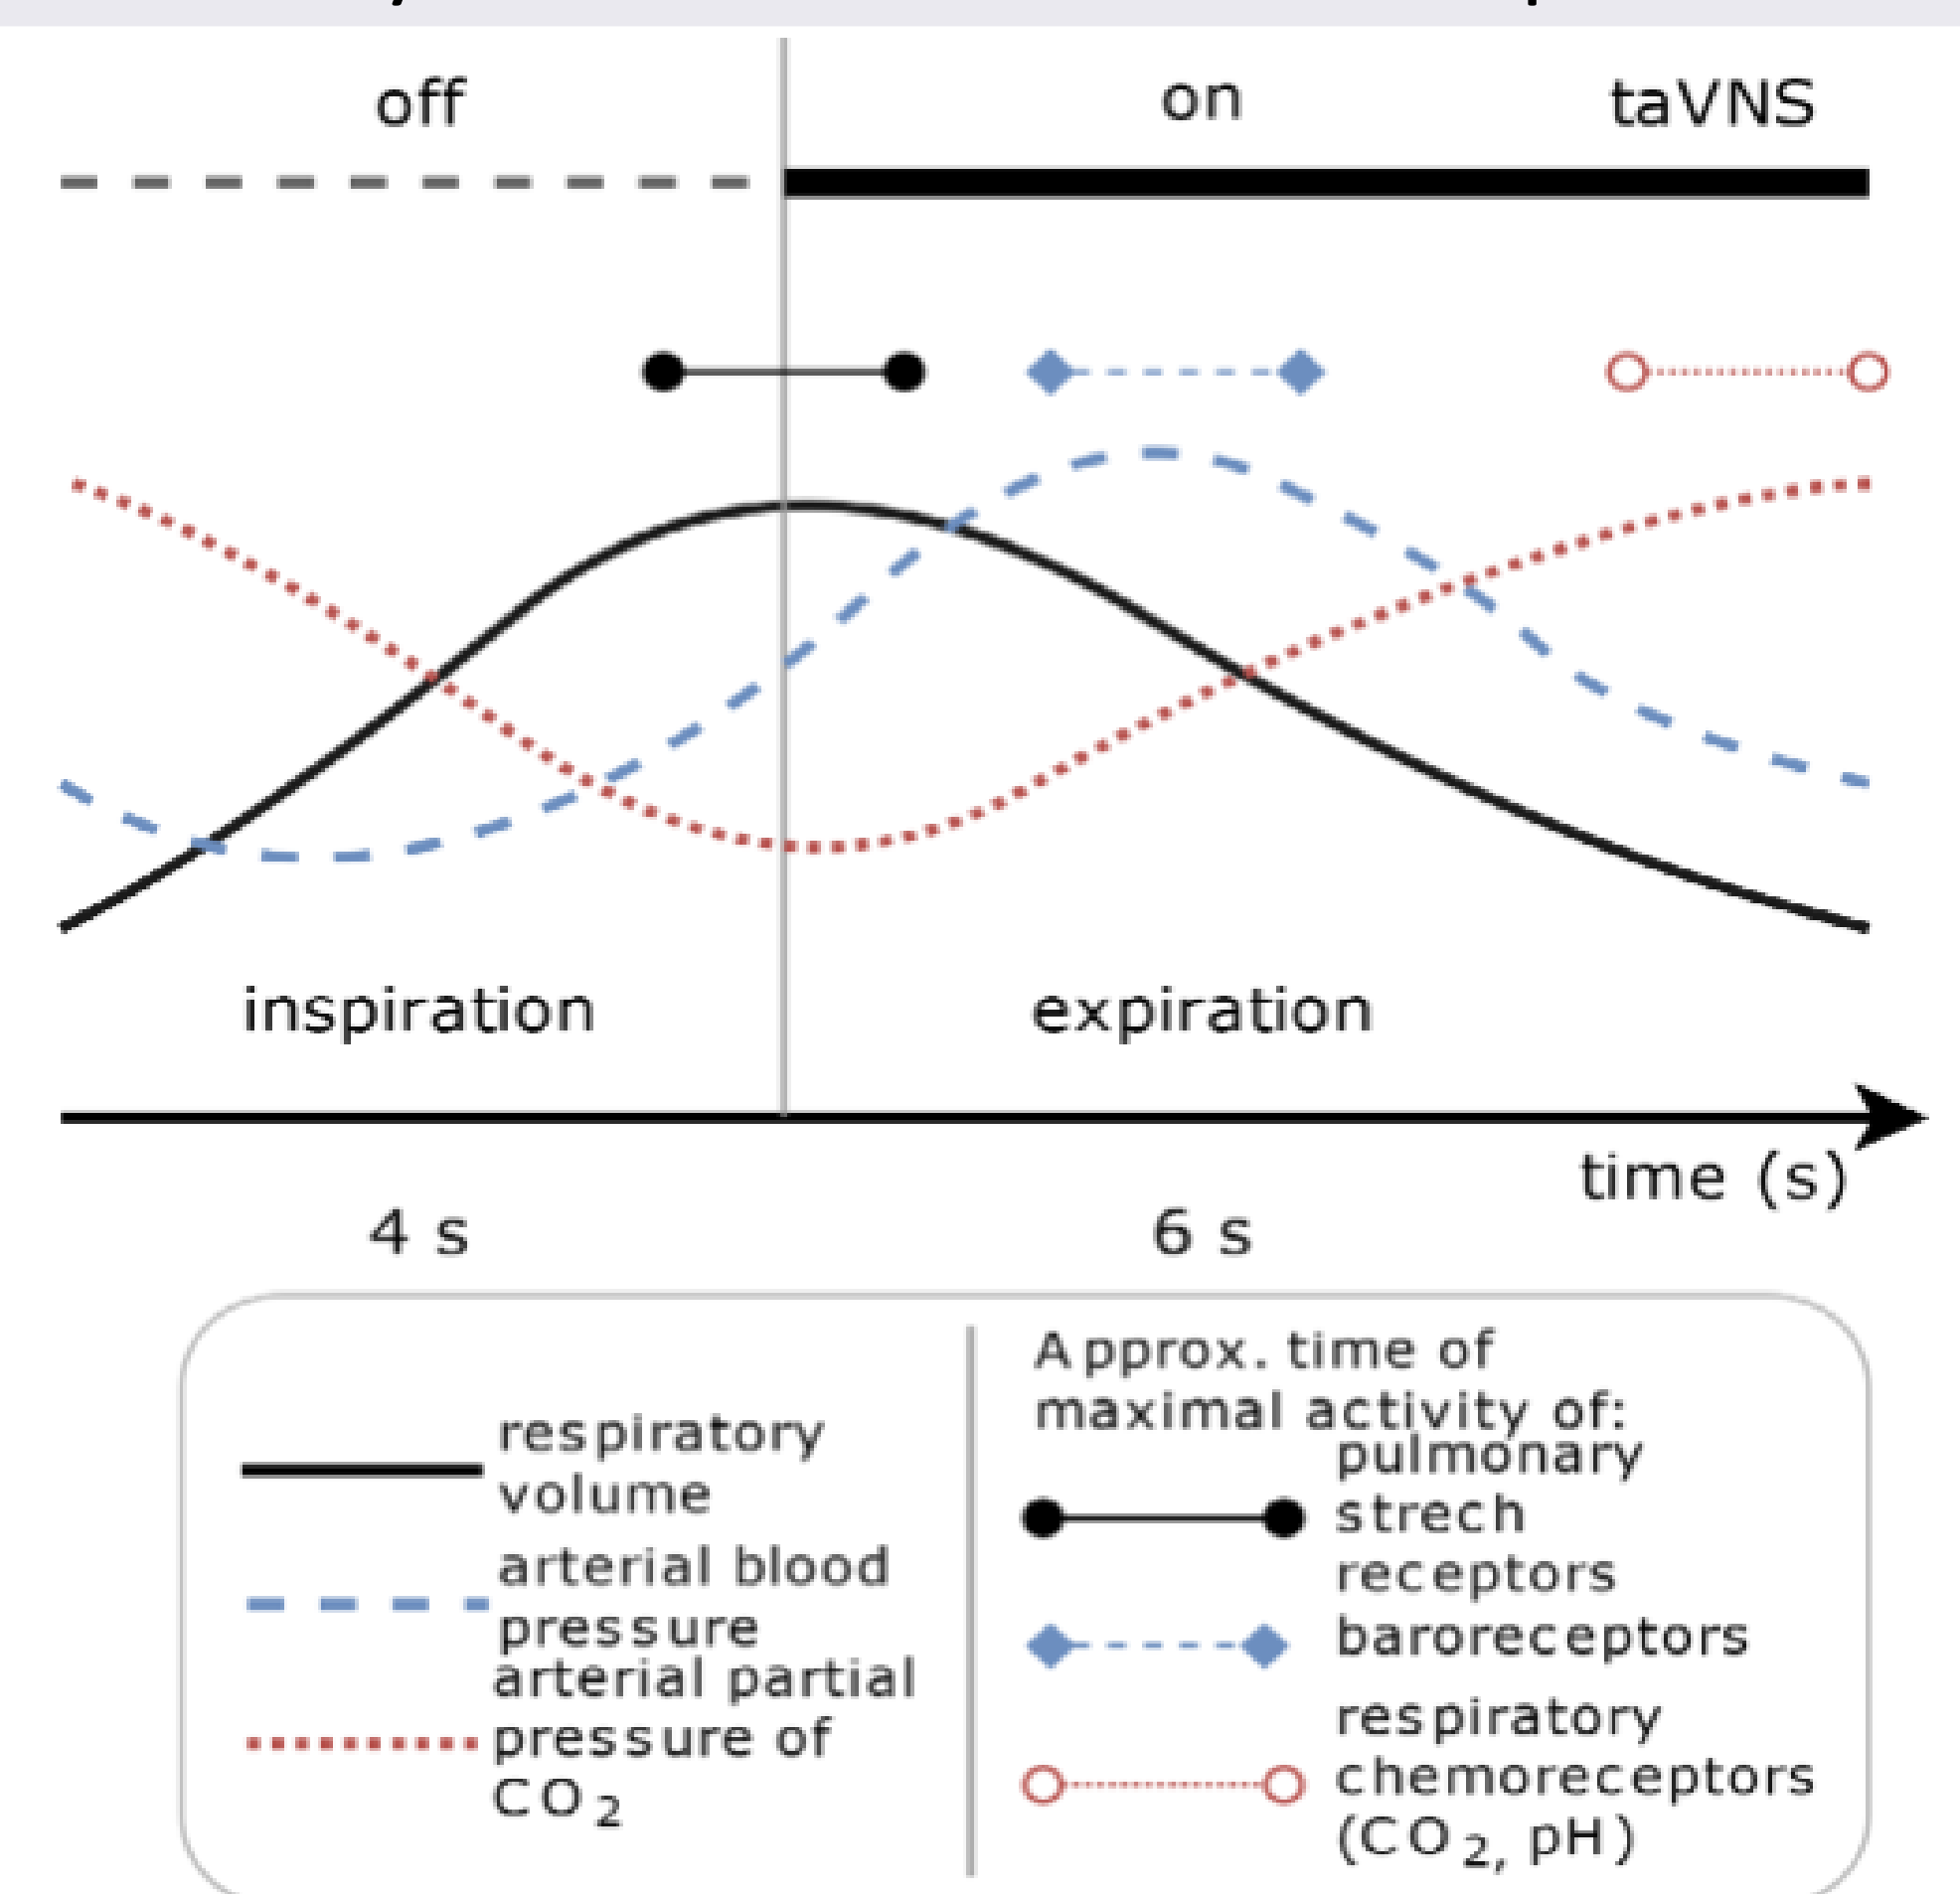 off
on
taVNS
inspiration
expiration
time (s)
4 s
6 s
respiratory
volume
arterial blood
pressure
arterial partial
pressure of
CO2
Approx. time of
maximal activity of:
pulmonary
strech
receptors
baroreceptors
respiratory
chemoreceptors
(CO2, pH)